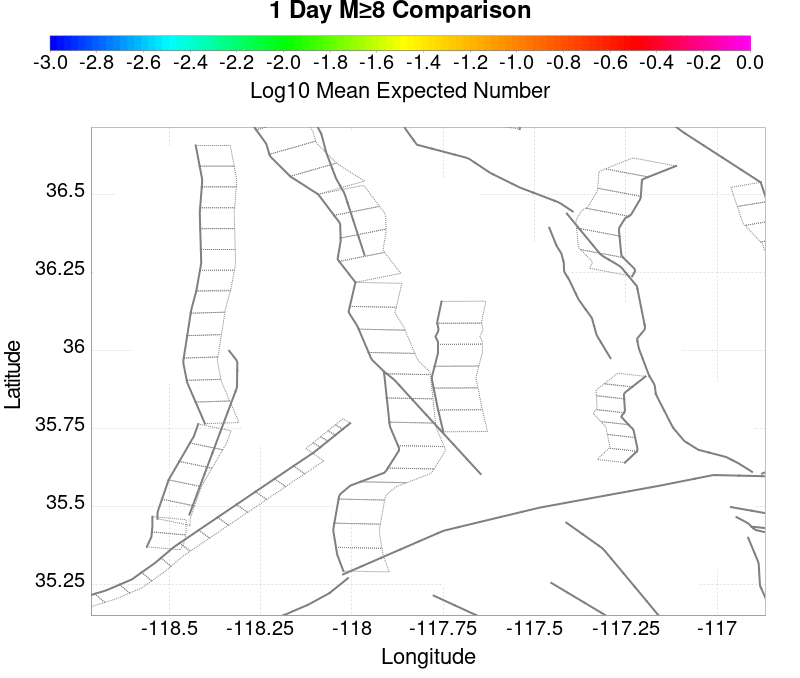 1 Day M≥8 Comparison
-3.0 -2.8 -2.6 -2.4 -2.2 -2.0 -1.8 -1.6 -1.4 -1.2 -1.0 -0.8 -0.6 -0.4 -0.2 0.0
Log10 Mean Expected Number
36.5
36.25
36
35.75
35.5
35.25
Latitude
-118.5 -118.25 -118 -117.75 -117.5 -117.25 -117
Longitude